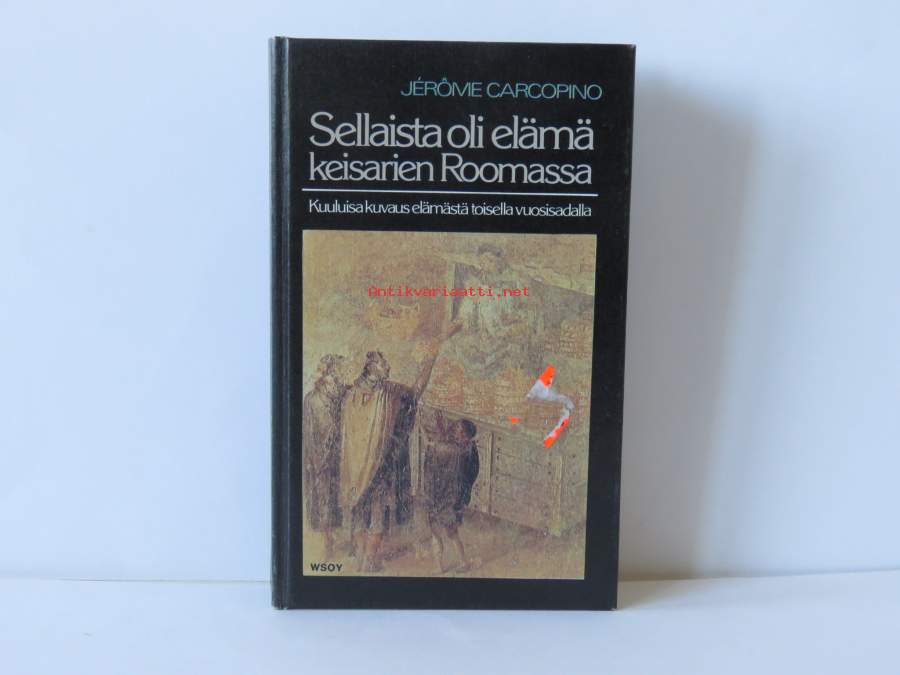 JÉRÔME CARCOPINO
Sellaista oli elämä
keisarien Roomassa
Kuuluisa kuvaus elämästä toisella vuosisadalla
Antikvariaatti.net
WSOY